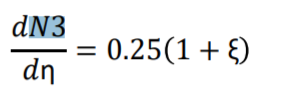 dN3/dη = 0.25(1 + ξ)